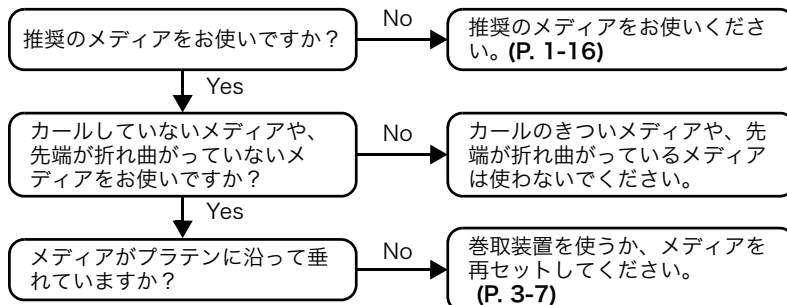 推奨のメディアをお使いですか？
No
推奨のメディアをお使いくださ
い。(P. 1-16)
Yes
カールしていないメディアや、
先端が折れ曲がっていないメ
ディアをお使いですか？
No
カールのきついメディアや、先
端が折れ曲がっているメディア
は使わないでください。
Yes
メディアがプラテンに沿って垂
れていますか？
No
巻取装置を使うか、メディアを
再セットしてください。
(P. 3-7)